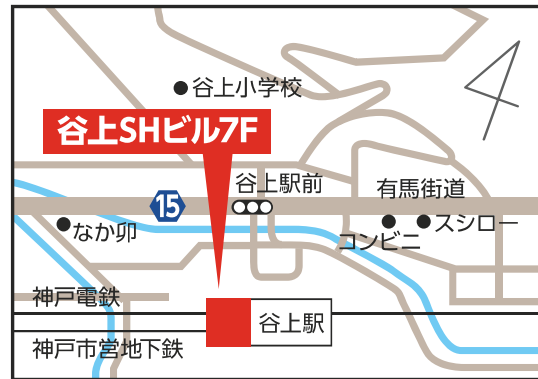 谷上小学校
谷上SHビル7F
谷上駅前
有馬街道
15
スシロー
なか卯
コンビニ
神戸電鉄
谷上駅
神戸市営地下鉄